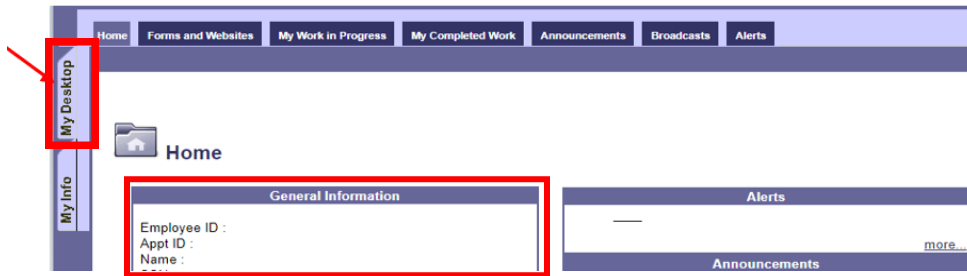 Home Forms and Websites My Work in Progress My Completed Work Announcements Broadcasts Alerts
My Desktop
My Info
Home
General Information
Employee ID :
Appt ID :
Name :
Alerts
more...
Announcements